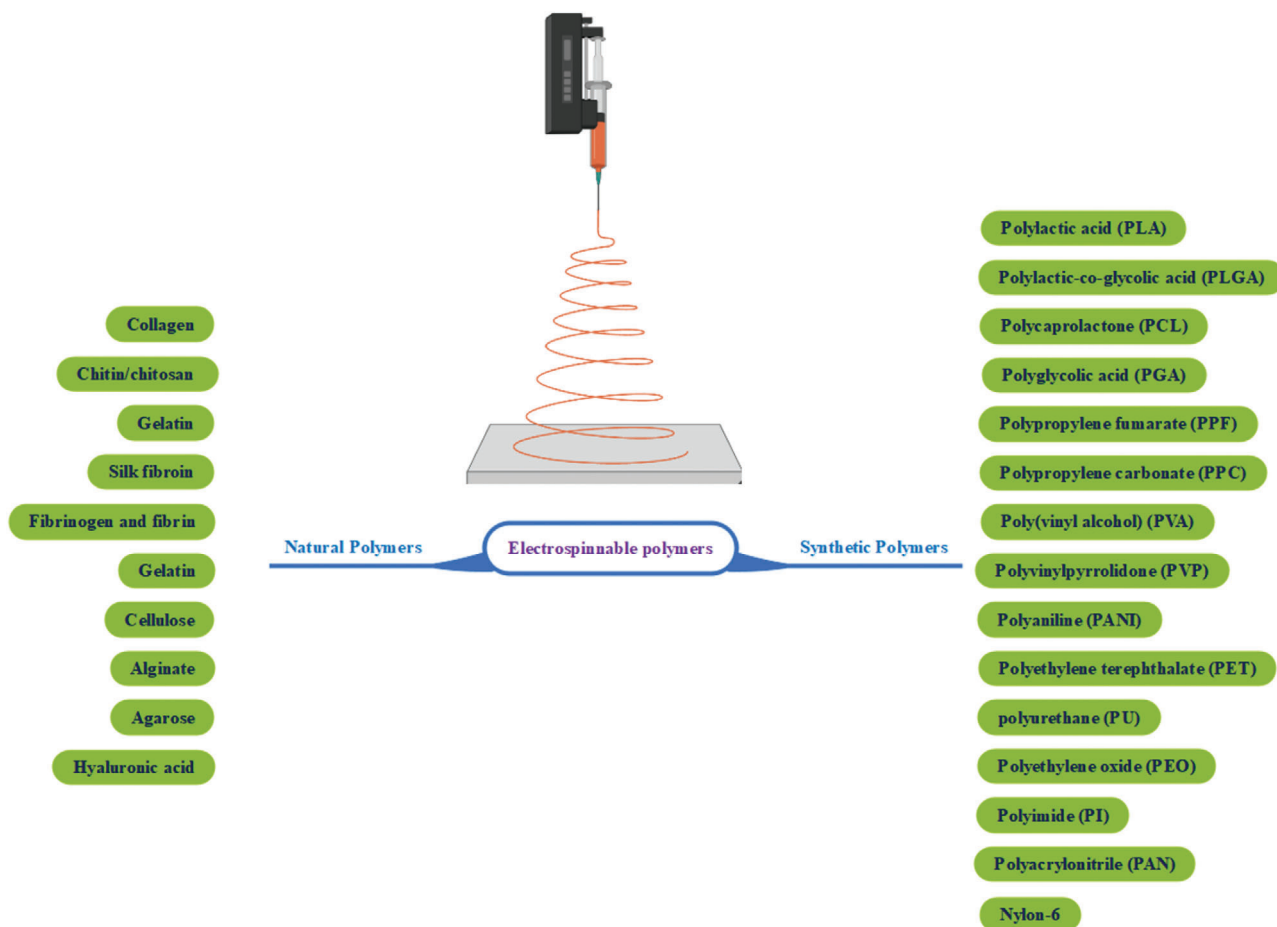 Collagen
Chitin/chitosan
Gelatin
Silk fibroin
Fibrinogen and fibrin
Gelatin
Cellulose
Alginate
Agarose
Hyaluronic acid
Natural Polymers
Electrospinnable polymers
Synthetic Polymers
Polylactic acid (PLA)
Polylactic-co-glycolic acid (PLGA)
Polycaprolactone (PCL)
Polyglycolic acid (PGA)
Polypropylene fumarate (PPF)
Polypropylene carbonate (PPC)
Poly(vinyl alcohol) (PVA)
Polyvinylpyrrolidone (PVP)
Polyaniline (PANI)
Polyethylene terephthalate (PET)
polyurethane (PU)
Polyethylene oxide (PEO)
Polyimide (PI)
Polyacrylonitrile (PAN)
Nylon-6